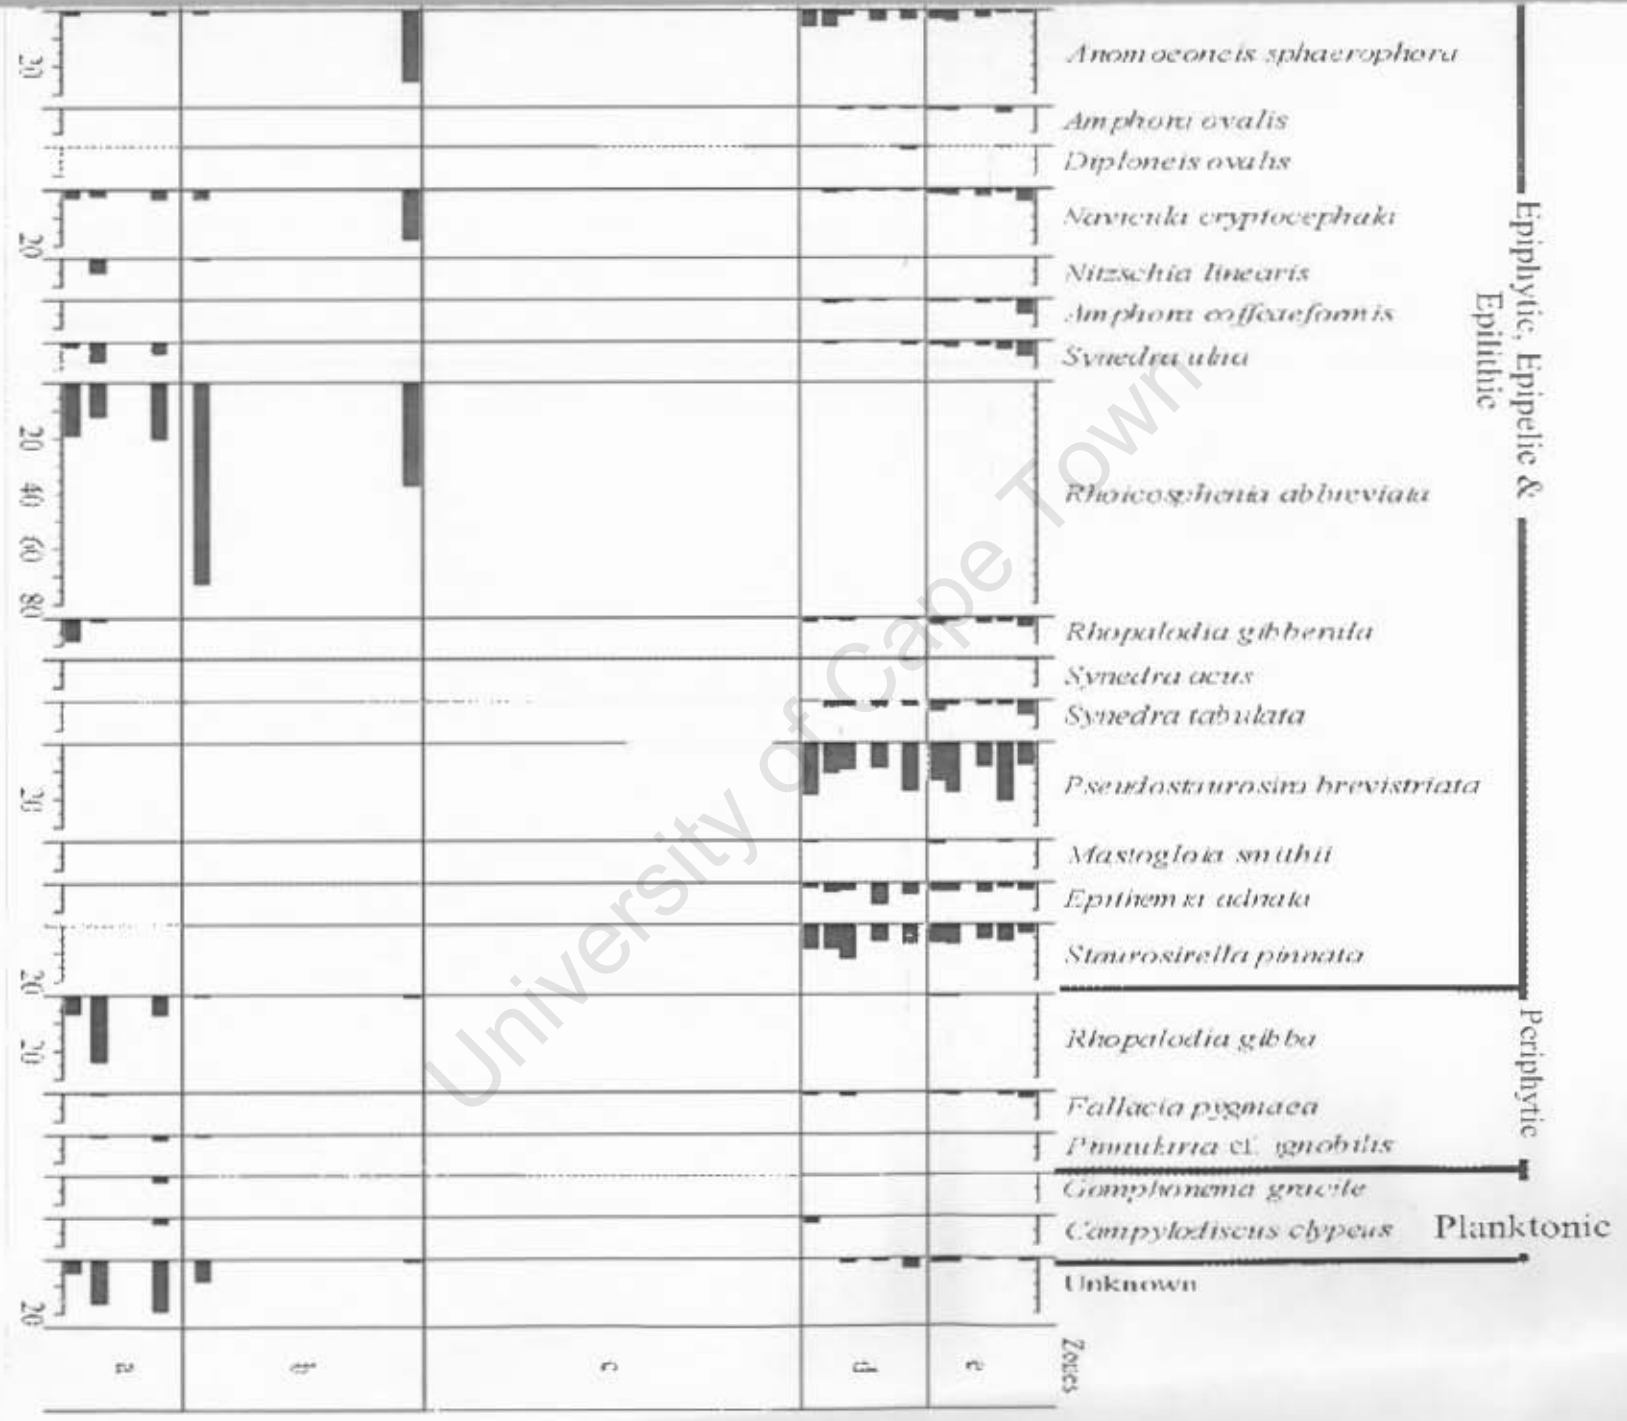 Anomoeoneis sphaerophora
20
Amphora ovalis
Diploneis ovalis
Navicula cryptocephala
20
Nitzschia linearis
Amphora coffeaeformis
Synedra ulna
Rhoicosphenia abbreviata
20
40
60
80
Rhopalodia gibberula
Synedra acus
Synedra tabulata
Pseudostaurosira brevistriata
20
Mastogloia smithii
Epithemia adnata
Staurosirella pinnata
20
Rhopalodia gibba
20
Fallacia pygmaea
Pinnularia cf. ignobilis
Gomphonema gracile
Campylodiscus clypeus
Unknown
20
Epiphytic, Epipelic &
Epilithic
Periphytic
Planktonic
a
b
c
d
e
Zones
University of Cape Town